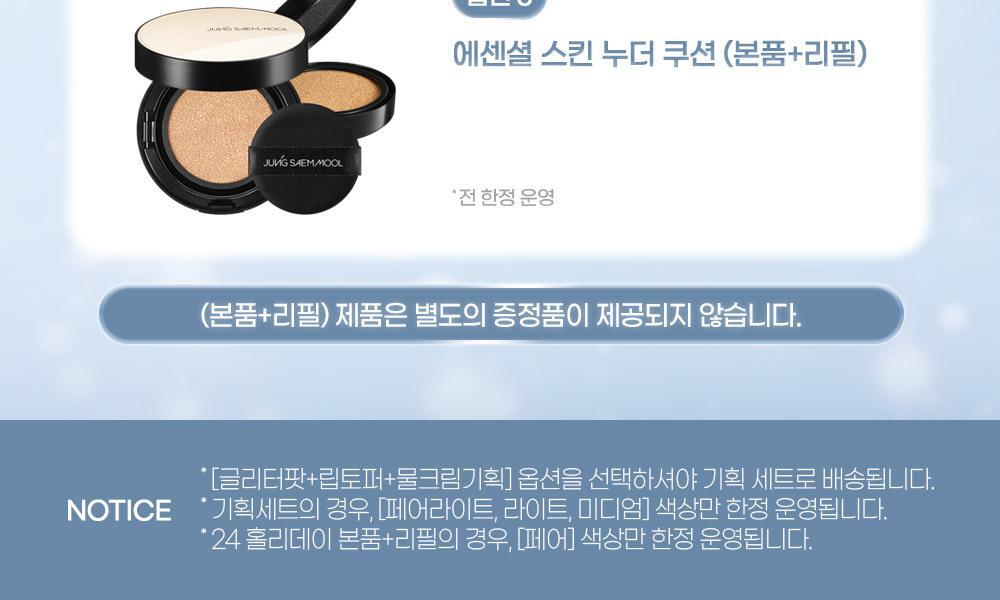 JUNG SAEM MOOL
에센셜 스킨 누더 쿠션 (본품+리필)
JUNG SAEM MOOL
*전 한정 운영
(본품+리필) 제품은 별도의 증정품이 제공되지 않습니다.
NOTICE
* [글리터팟+립토퍼+물크림기획] 옵션을 선택하셔야 기획 세트로 배송됩니다.
* 기획세트의 경우, [페어라이트, 라이트, 미디엄] 색상만 한정 운영됩니다.
* 24 홀리데이 본품+리필의 경우, [페어] 색상만 한정 운영됩니다.